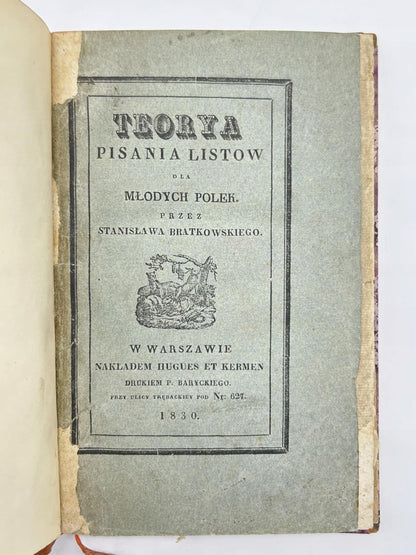 TEORYA
PISANIA LISTOW
DLA
MŁODYCH POLEK.
PRZEZ
STANISŁAWA BRATKOWSKIEGO.
W WARSZAWIE
NAKŁADEM HUGUES ET KERMEN
DRUKIEM P. BARYCKIEGO.
PRZY ULICY TRĘBACKIEY POD Nr: 627.
1830.